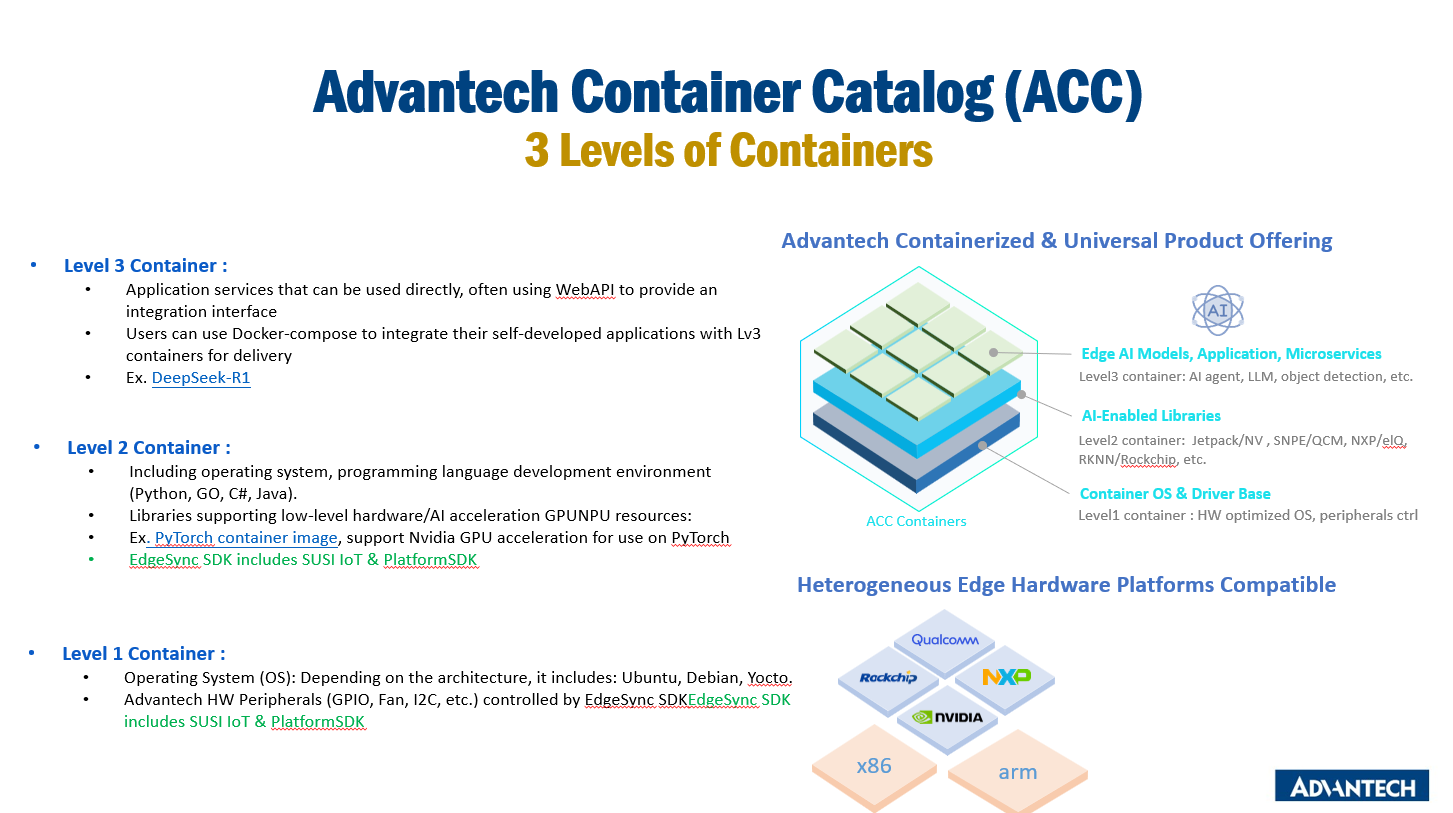 Advantech Container Catalog (ACC)
3 Levels of Containers
• Level 3 Container :
• Application services that can be used directly, often using WebAPI to provide an
integration interface
• Users can use Docker-compose to integrate their self-developed applications with Lv3
containers for delivery
• Ex. DeepSeek-R1
• Level 2 Container :
• Including operating system, programming language development environment
(Python, GO, C#, Java).
• Libraries supporting low-level hardware/AI acceleration GPUNPU resources:
• Ex. PyTorch container image, support Nvidia GPU acceleration for use on PyTorch
• EdgeSync SDK includes SUSI IoT & PlatformSDK
• Level 1 Container :
• Operating System (OS): Depending on the architecture, it includes: Ubuntu, Debian, Yocto.
• Advantech HW Peripherals (GPIO, Fan, I2C, etc.) controlled by EdgeSync SDKEdgeSync SDK
includes SUSI IoT & PlatformSDK
Advantech Containerized & Universal Product Offering
AI
Edge AI Models, Application, Microservices
Level3 container: AI agent, LLM, object detection, etc.
AI-Enabled Libraries
Level2 container: Jetpack/NV , SNPE/QCM, NXP/eIQ,
RKNN/Rockchip, etc.
Container OS & Driver Base
Level1 container : HW optimized OS, peripherals ctrl
ACC Containers
Heterogeneous Edge Hardware Platforms Compatible
Qualcomm
Rockchip
NXP
NVIDIA
x86
arm
ADVANTECH